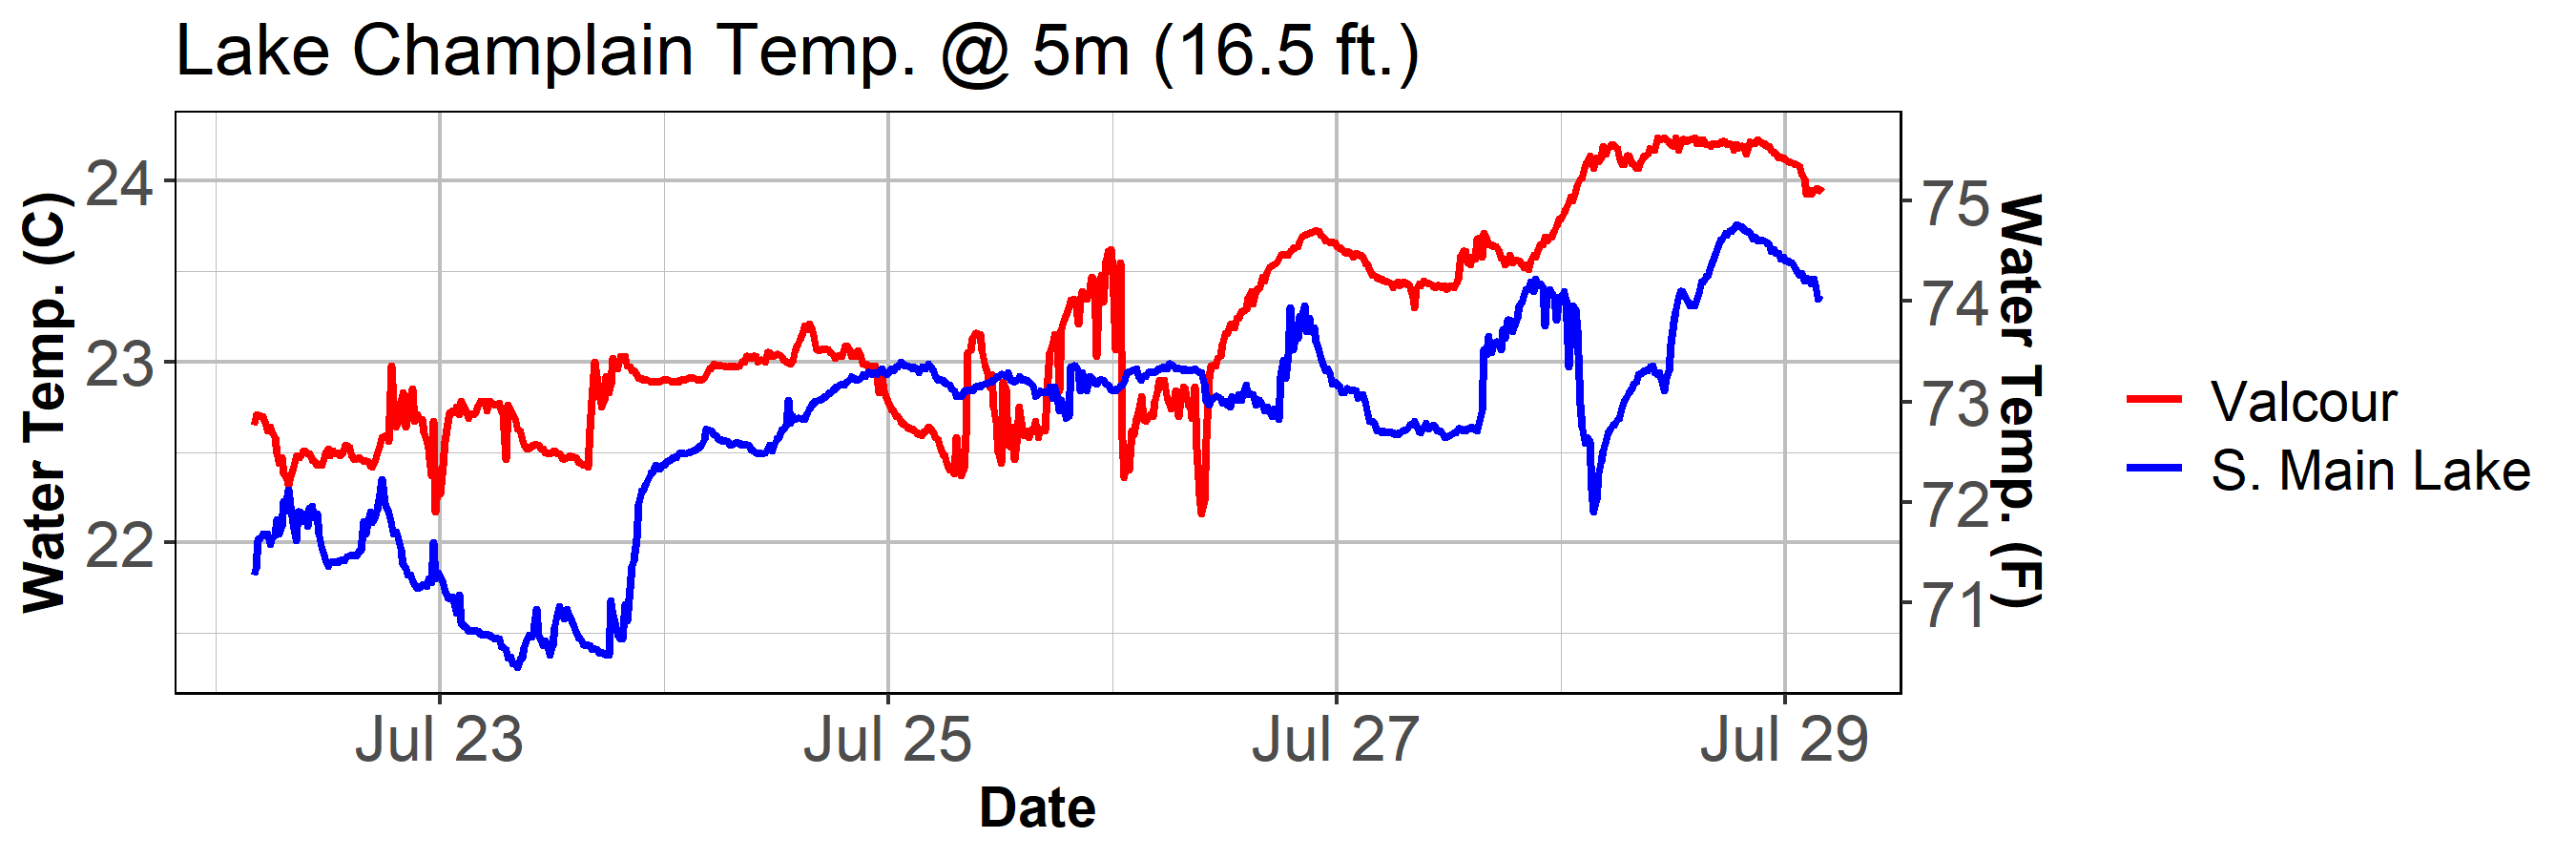 Lake Champlain Temp. @ 5m (16.5 ft.)
Water Temp. (C)
24
23
22
75
74
73
72
71
Water Temp. (F)
Jul 23 Jul 25 Jul 27 Jul 29
Date
Valcour
S. Main Lake